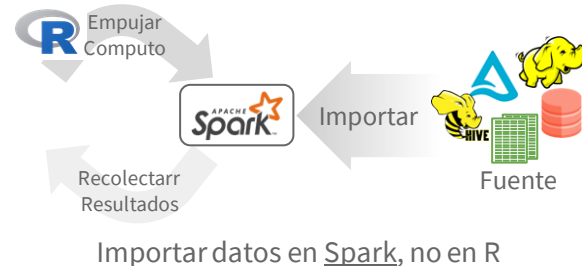 R
Empujar
Computo
APACHE
Spark
Importar
HIVE
Fuente
Recolectarr
Resultados
Importar datos en Spark, no en R